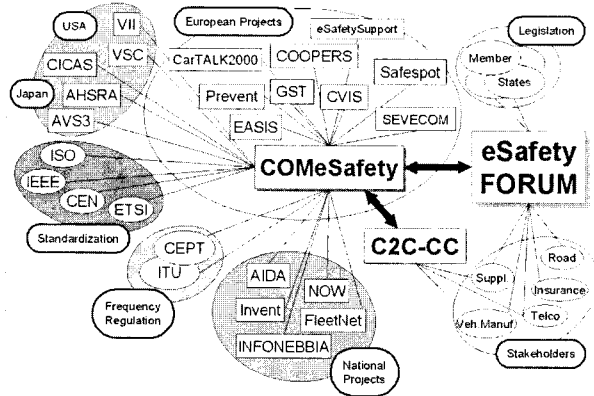 USA
VII
European Projects
eSafetySupport
Legislation
VSC
CarTALK2000
COOPERS
Member
States
CICAS
Safespot
Japan
AHSRA
Prevent
GST
CVIS
AVS3
EASIS
SEVECOM
ISO
COMeSafety
eSafety
FORUM
IEEE
CEN
ETSI
Standardization
C2C-CC
CEPT
ITU
Road
AIDA
NOW
Suppl
Insurance
Frequency
Regulation
Invent
FleetNet
Veh.Manuf
Telco
INFONEBBIA
National
Projects
Stakeholders